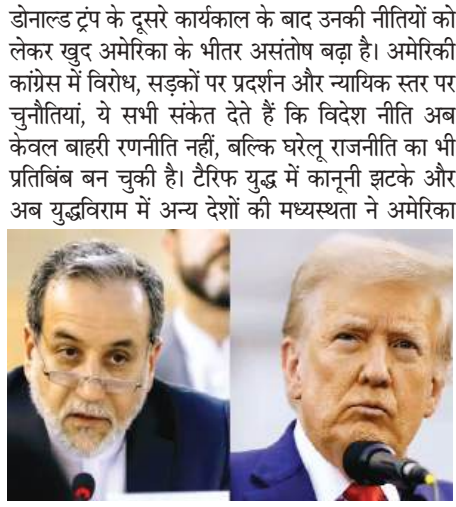 डोनाल्ड ट्रंप के दूसरे कार्यकाल के बाद उनकी नीतियों को
लेकर खुद अमेरिका के भीतर असंतोष बढ़ा है। अमेरिकी
कांग्रेस में विरोध, सड़कों पर प्रदर्शन और न्यायिक स्तर पर
चुनौतियां, ये सभी संकेत देते हैं कि विदेश नीति अब
केवल बाहरी रणनीति नहीं, बल्कि घरेलू राजनीति का भी
प्रतिबिंब बन चुकी है। टैरिफ युद्ध में कानूनी झटके और
अब युद्धविराम में अन्य देशों की मध्यस्थता ने अमेरिका